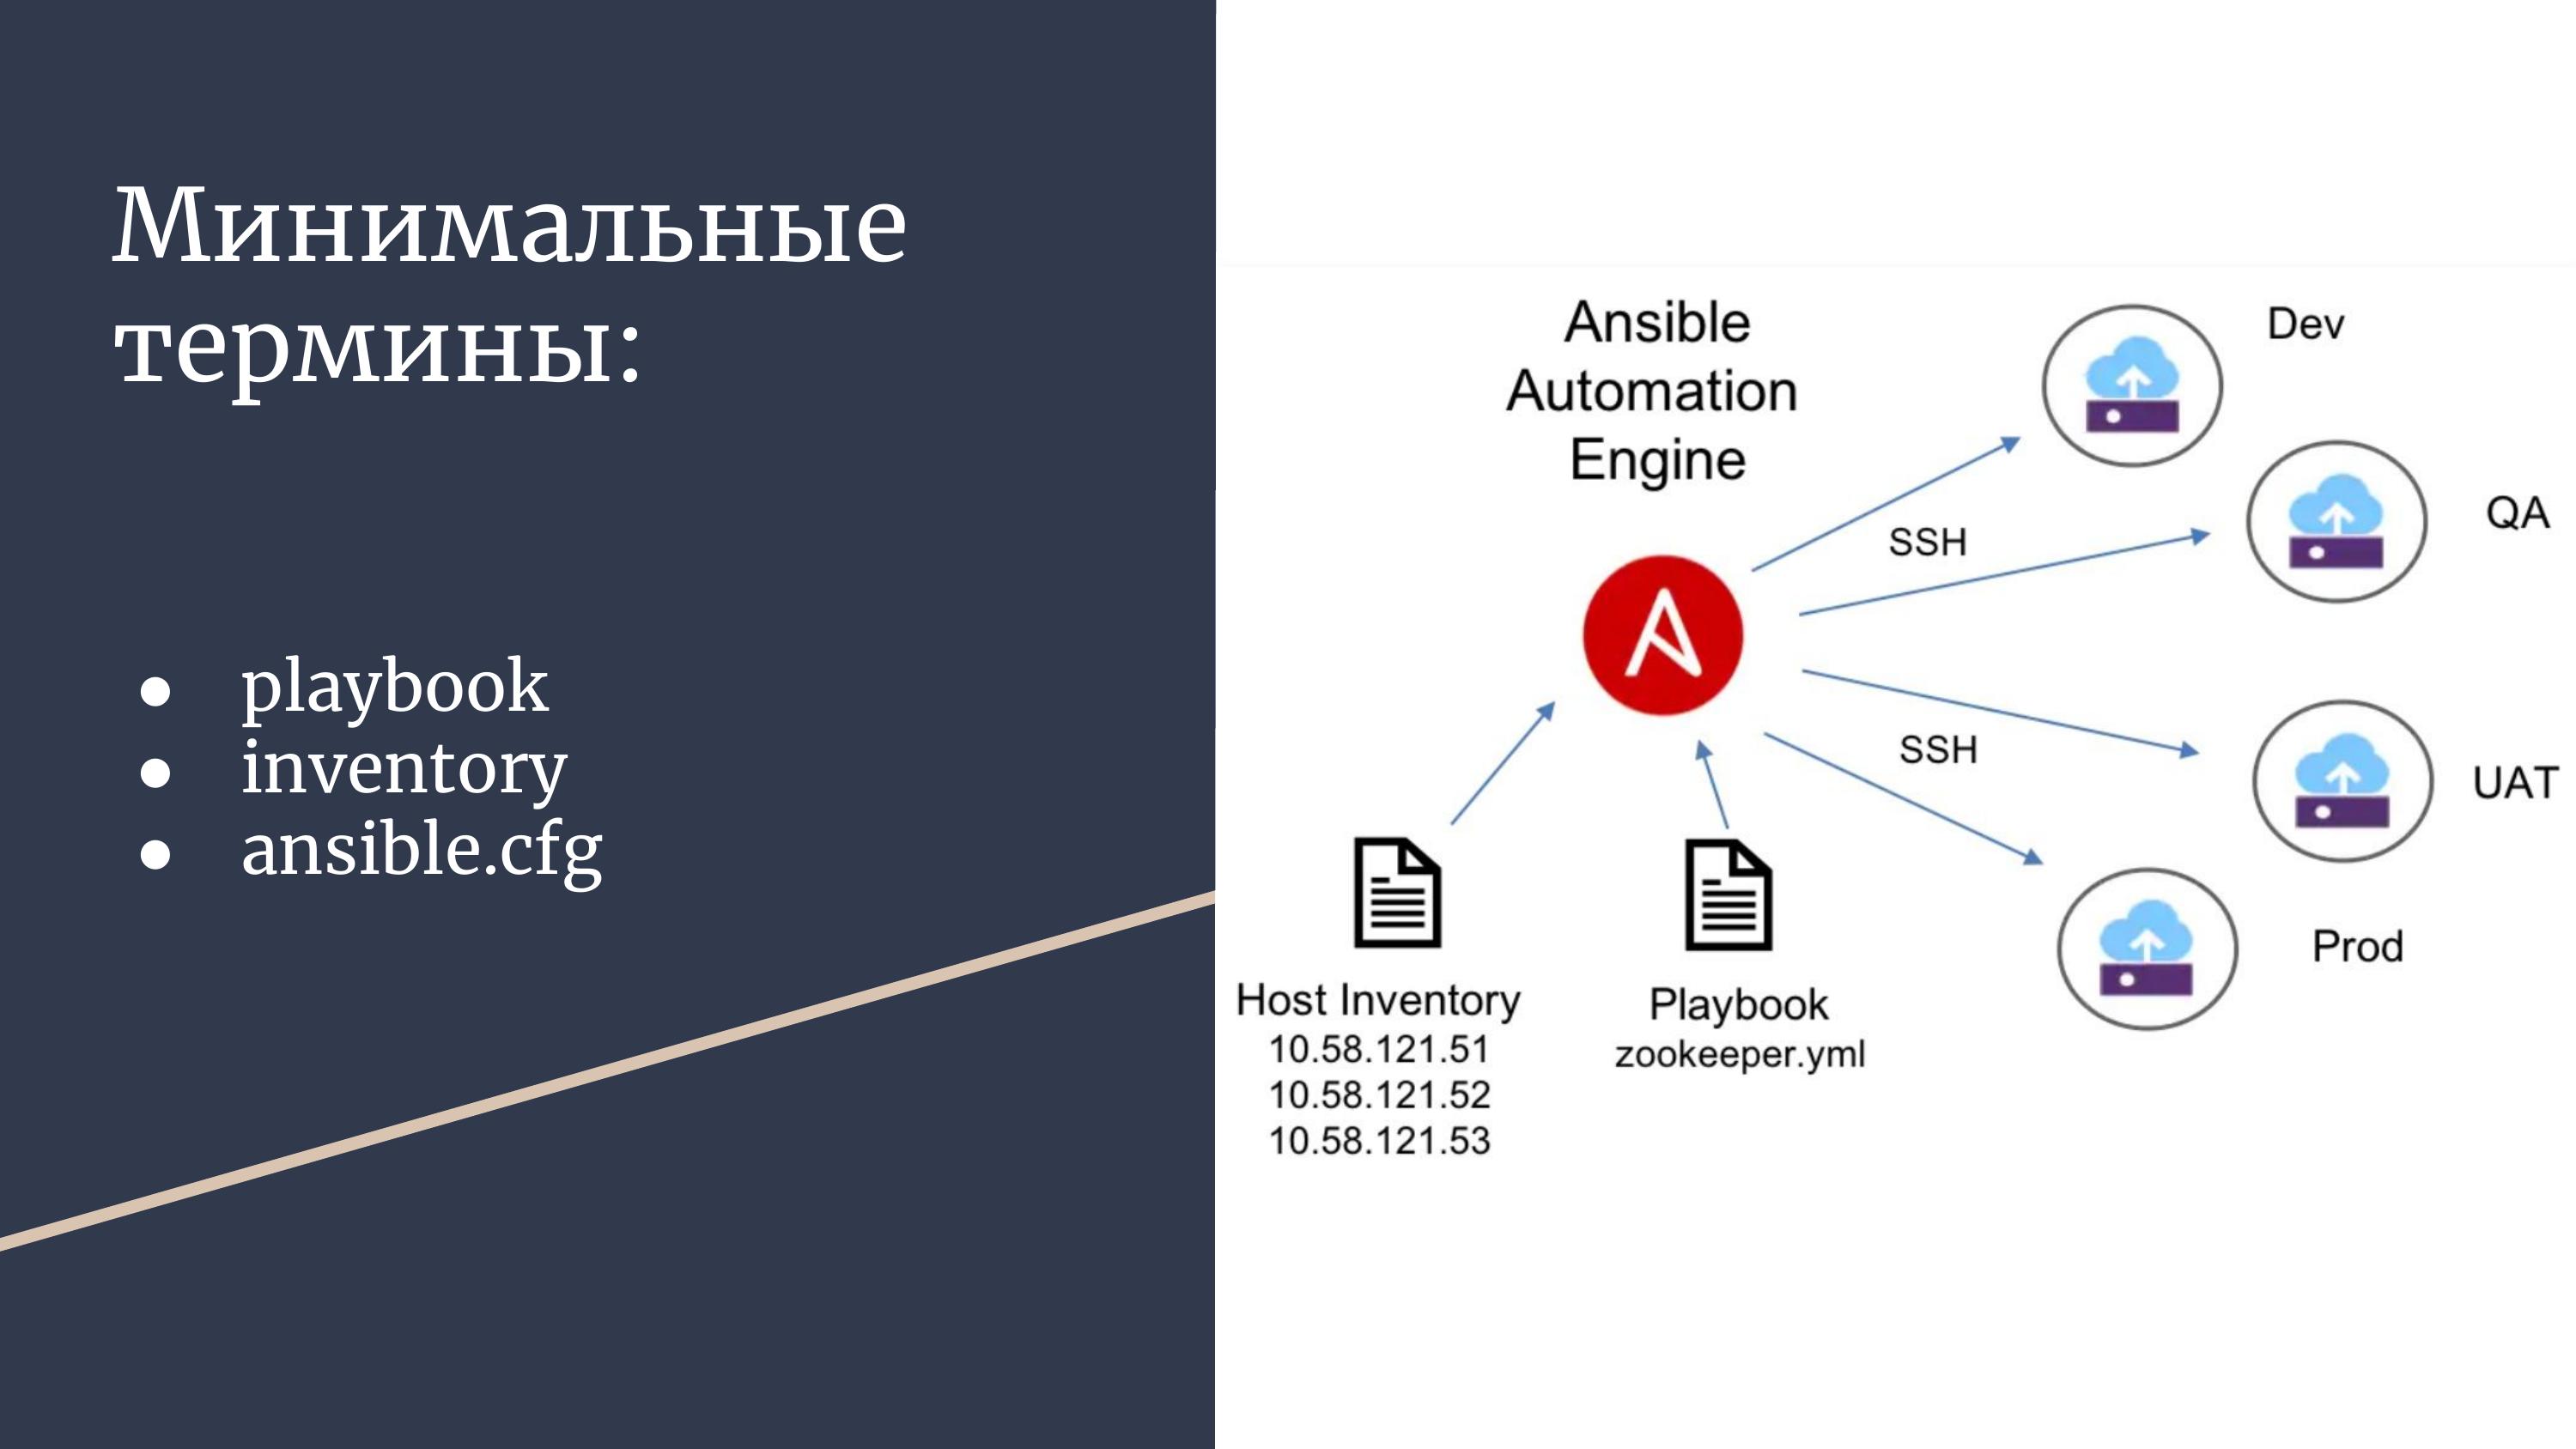 Минимальные
термины:
● playbook
● inventory
● ansible.cfg
Ansible
Automation
Engine
Dev
QA
SSH
SSH
UAT
Prod
Host Inventory
10.58.121.51
10.58.121.52
10.58.121.53
Playbook
zookeeper.yml